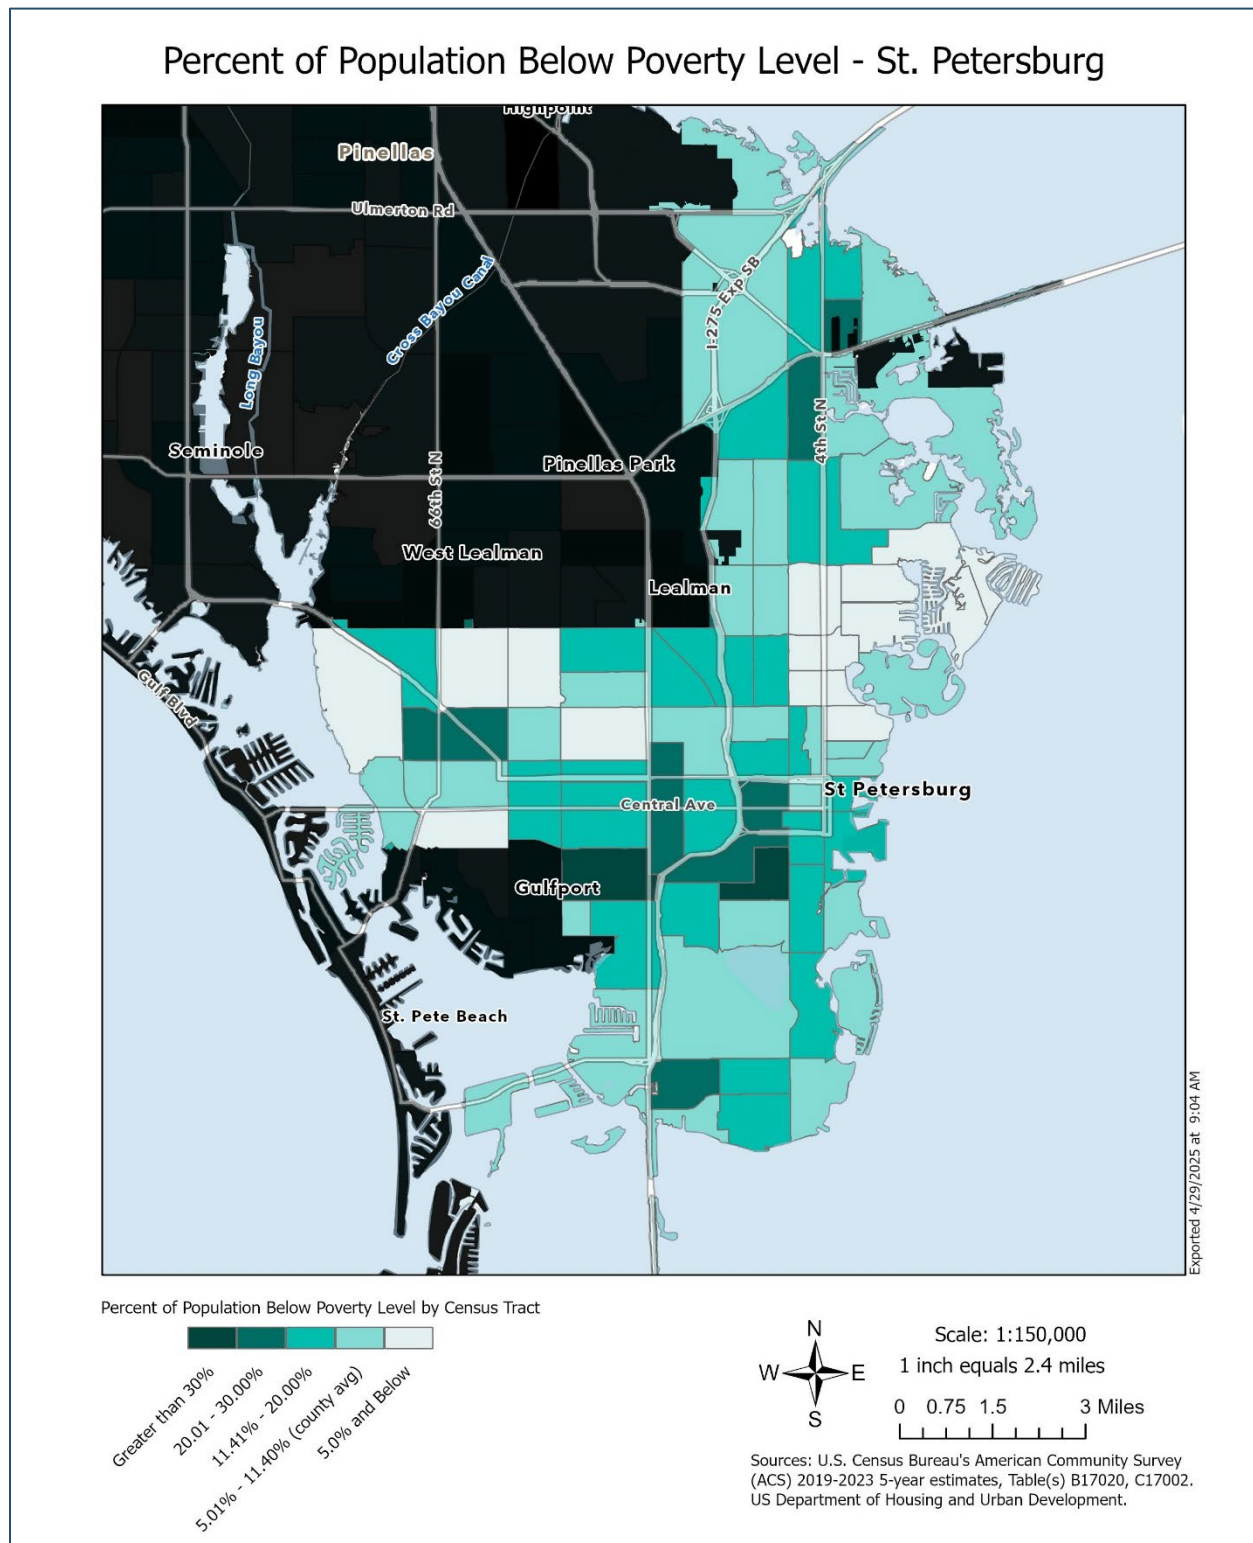 Percent of Population Below Poverty Level - St. Petersburg
Highpoint
Pinellas
Ulmerton Rd
Cross Bayou Canal
I-275 Exp SB
Long Bayou
4th St N
Seminole
Pinellas Park
66th St N
West Lealman
Lealman
Gulf Blvd
St Petersburg
Central Ave
Gulfport
St. Pete Beach
Exported 4/29/2025 at 9:04 AM
Percent of Population Below Poverty Level by Census Tract
Greater than 30%
20.01 - 30.00%
11.41% - 20.00%
5.01% - 11.40% (county avg)
5.0% and Below
N
W E
S
Scale: 1:150,000
1 inch equals 2.4 miles
0 0.75 1.5 3 Miles
Sources: U.S. Census Bureau's American Community Survey
(ACS) 2019-2023 5-year estimates, Table(s) B17020, C17002.
US Department of Housing and Urban Development.